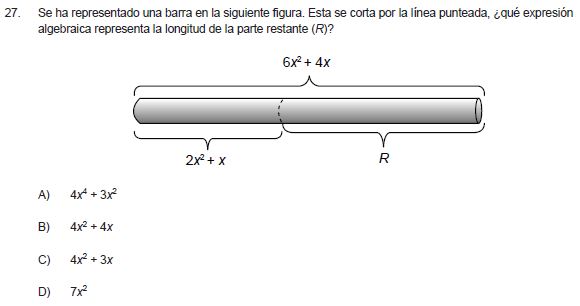 27. Se ha representado una barra en la siguiente figura. Esta se corta por la línea punteada, ¿qué expresión
algebraica representa la longitud de la parte restante (R)?
6x² + 4x
2x² + x
R
A) 4x⁴ + 3x²
B) 4x² + 4x
C) 4x² + 3x
D) 7x²